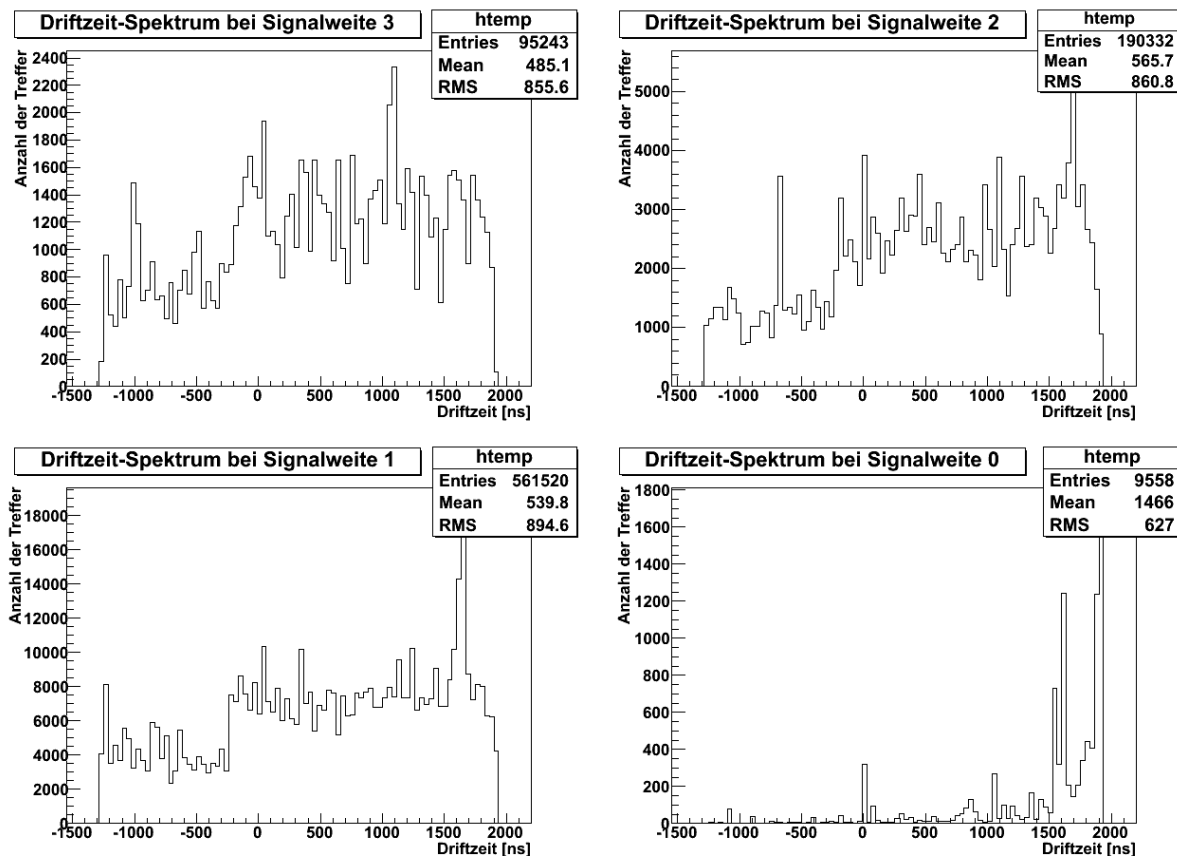 Driftzeit-Spektrum bei Signalweite 3
htemp
Entries 95243
Mean 485.1
RMS 855.6
Anzahl der Treffer
2400
2200
2000
1800
1600
1400
1200
1000
800
600
400
200
0
-1500 -1000 -500 0 500 1000 1500 2000
Driftzeit [ns]
Driftzeit-Spektrum bei Signalweite 2
htemp
Entries 190332
Mean 565.7
RMS 860.8
Anzahl der Treffer
5000
4000
3000
2000
1000
0
-1500 -1000 -500 0 500 1000 1500 2000
Driftzeit [ns]
Driftzeit-Spektrum bei Signalweite 1
htemp
Entries 561520
Mean 539.8
RMS 894.6
Anzahl der Treffer
18000
16000
14000
12000
10000
8000
6000
4000
2000
0
-1500 -1000 -500 0 500 1000 1500 2000
Driftzeit [ns]
Driftzeit-Spektrum bei Signalweite 0
htemp
Entries 9558
Mean 1466
RMS 627
Anzahl der Treffer
1800
1600
1400
1200
1000
800
600
400
200
0
-1500 -1000 -500 0 500 1000 1500 2000
Driftzeit [ns]